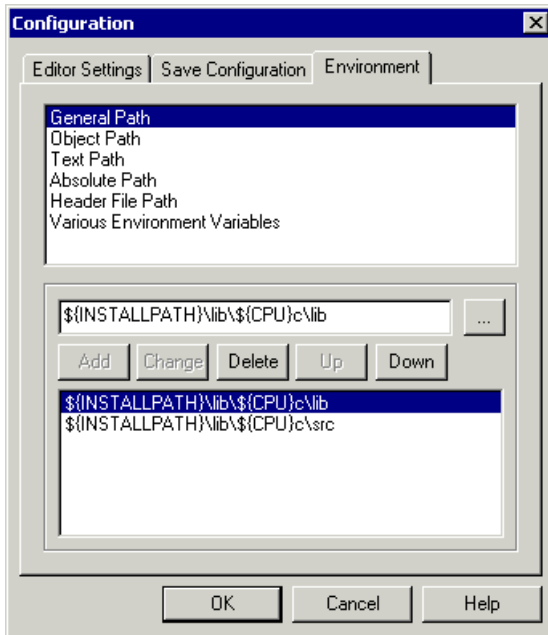 Configuration
Editor Settings Save Configuration Environment
General Path
Object Path
Text Path
Absolute Path
Header File Path
Various Environment Variables
${INSTALLPATH}\lib\${CPU}c\lib ...
Add Change Delete Up Down
${INSTALLPATH}\lib\${CPU}c\lib
${INSTALLPATH}\lib\${CPU}c\src
OK Cancel Help